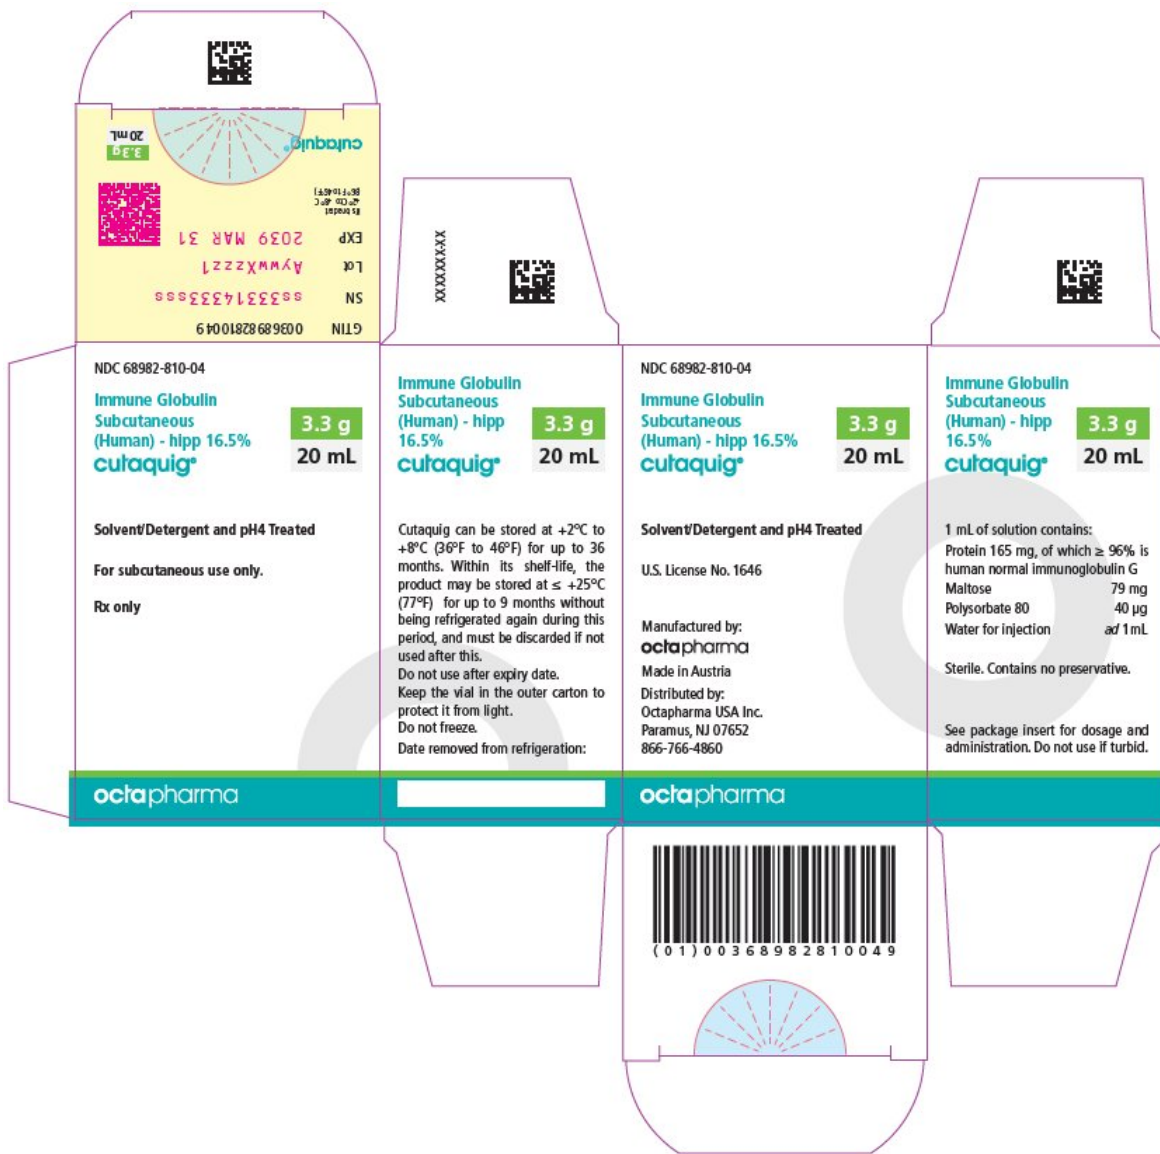 cutaquig®
3.3 g
20 mL
+2°C to +8°C
EXP 2039 MAR 31
Lot AywwXzzz1
SN ss33314333sss
GTIN 00368982810049
XXXXXXX-XX
NDC 68982-810-04
Immune Globulin
Subcutaneous
(Human) - hipp 16.5%
cutaquig®
3.3 g
20 mL
Solvent/Detergent and pH4 Treated
For subcutaneous use only.
Rx only
octapharma
Immune Globulin
Subcutaneous
(Human) - hipp
16.5%
cutaquig®
3.3 g
20 mL
Cutaquig can be stored at +2°C to
+8°C (36°F to 46°F) for up to 36
months. Within its shelf-life, the
product may be stored at ≤ +25°C
(77°F) for up to 9 months without
being refrigerated again during this
period, and must be discarded if not
used after this.
Do not use after expiry date.
Keep the vial in the outer carton to
protect it from light.
Do not freeze.
Date removed from refrigeration:
NDC 68982-810-04
Immune Globulin
Subcutaneous
(Human) - hipp 16.5%
cutaquig®
3.3 g
20 mL
Solvent/Detergent and pH4 Treated
U.S. License No. 1646
Manufactured by:
octapharma
Made in Austria
Distributed by:
Octapharma USA Inc.
Paramus, NJ 07652
866-766-4860
octapharma
Immune Globulin
Subcutaneous
(Human) - hipp
16.5%
cutaquig®
3.3 g
20 mL
1 mL of solution contains:
Protein 165 mg, of which ≥ 96% is
human normal immunoglobulin G
Maltose 79 mg
Polysorbate 80 40 µg
Water for injection ad 1mL
Sterile. Contains no preservative.
See package insert for dosage and
administration. Do not use if turbid.
(01)00368982810049